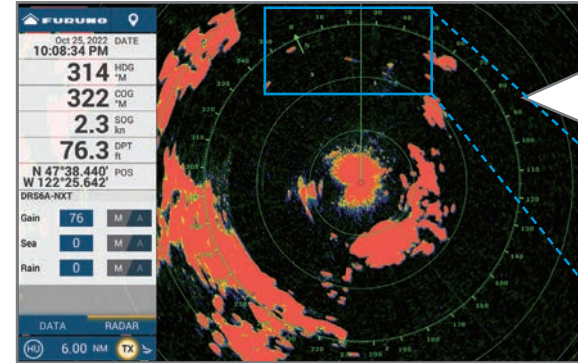 FURUNO
Oct 25, 2022 DATE
10:08:34 PM
314 HDG °M
322 COG °M
2.3 SOG kn
76.3 DPT ft
N 47°38.440' POS
W 122°25.642'
DRS6A-NXT
Gain 76 M A
Sea 0 M A
Rain 0 M A
DATA RADAR
HU 6.00 NM TX